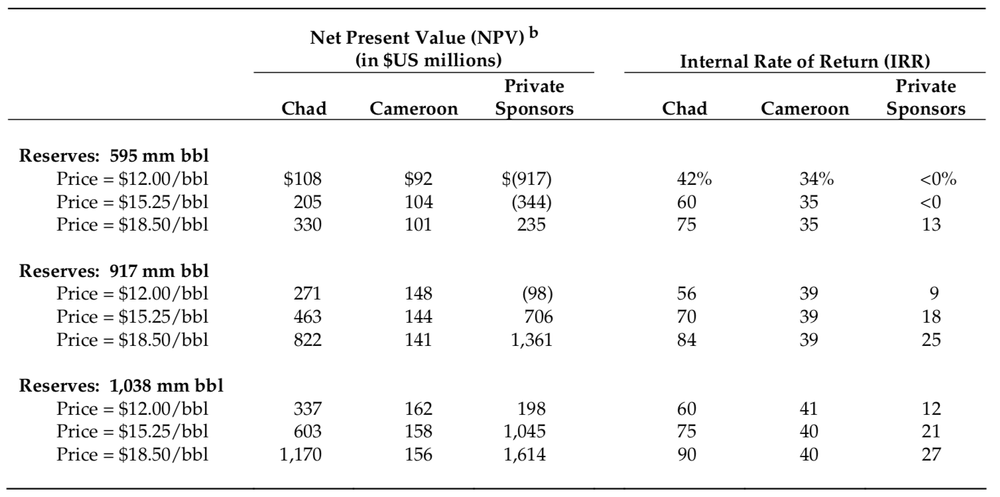 Net Present Value (NPV) b
(in $US millions) Internal Rate of Return (IRR)
Private Private
Chad Cameroon Sponsors Chad Cameroon Sponsors
Reserves: 595 mm bbl
Price = $12.00/bbl $108 $92 $(917) 42% 34% <0%
Price = $15.25/bbl 205 104 (344) 60 35 <0
Price = $18.50/bbl 330 101 235 75 35 13
Reserves: 917 mm bbl
Price = $12.00/bbl 271 148 (98) 56 39 9
Price = $15.25/bbl 463 144 706 70 39 18
Price = $18.50/bbl 822 141 1,361 84 39 25
Reserves: 1,038 mm bbl
Price = $12.00/bbl 337 162 198 60 41 12
Price = $15.25/bbl 603 158 1,045 75 40 21
Price = $18.50/bbl 1,170 156 1,614 90 40 27